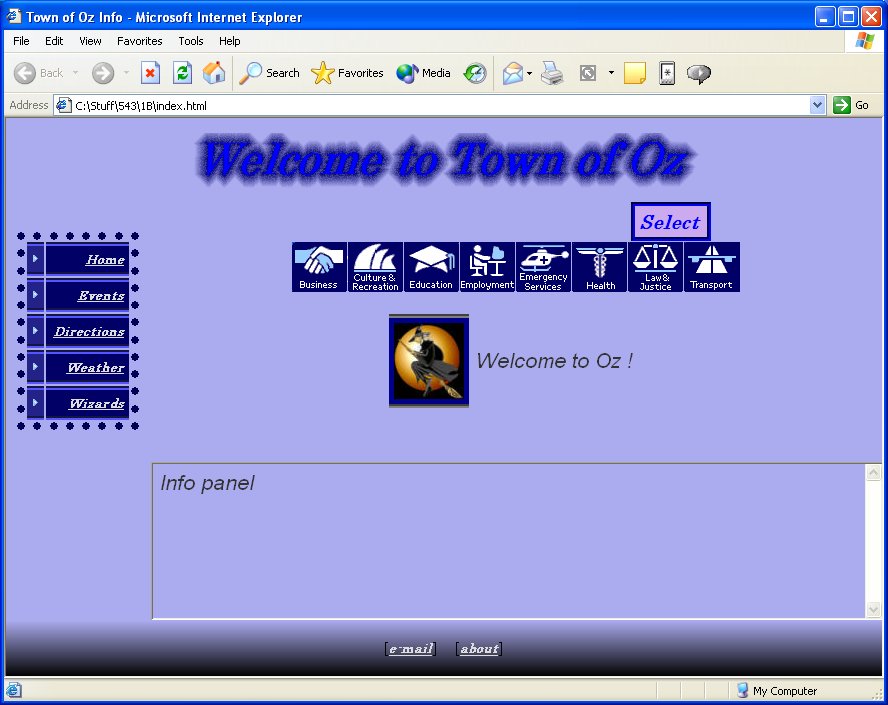 Town of Oz Info - Microsoft Internet Explorer
File Edit View Favorites Tools Help
Back Search Favorites Media
Address C:\Stuff\543\1B\index.html Go
Welcome to Town of Oz
Select
Home
Events
Directions
Weather
Wizards
Business
Culture &
Recreation
Education
Employment
Emergency
Services
Health
Law&
Justice
Transport
Welcome to Oz !
Info panel
[e-mail] [about]
My Computer